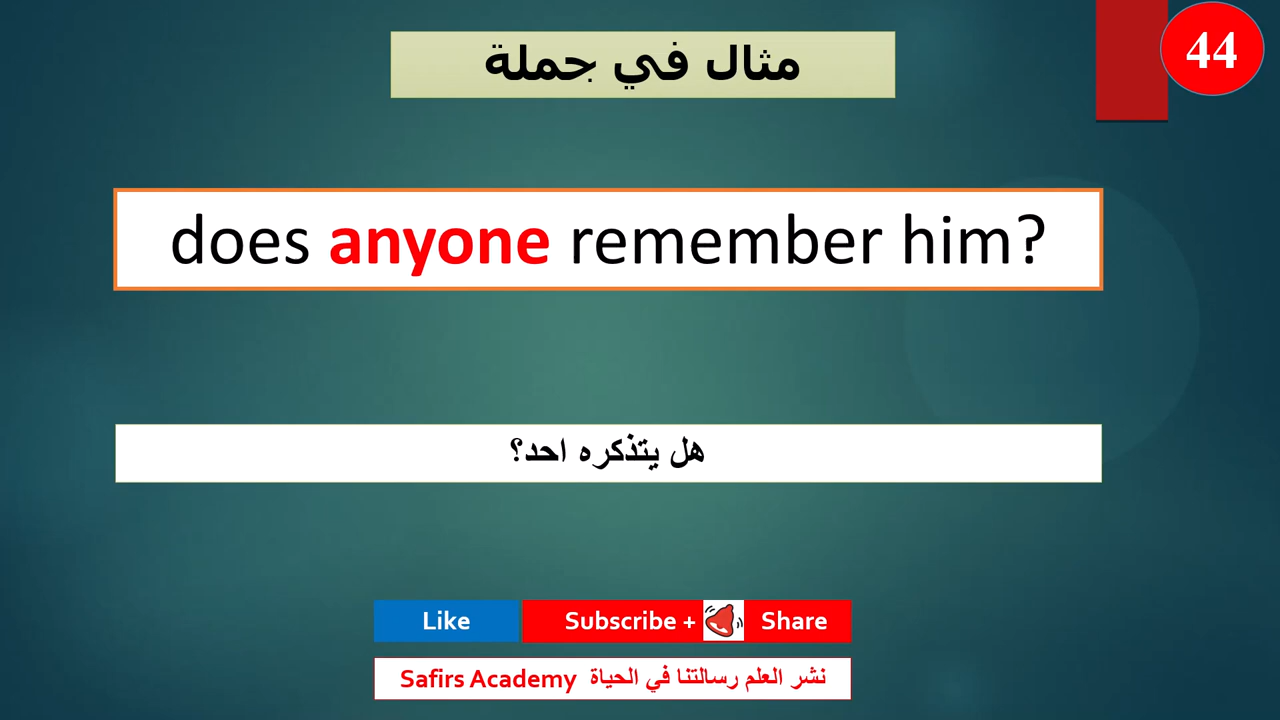 44
مثال في جملة
does anyone remember him?
هل يتذكره احد؟
Like Subscribe + Share
Safirs Academy نشر العلم رسالتنا في الحياة